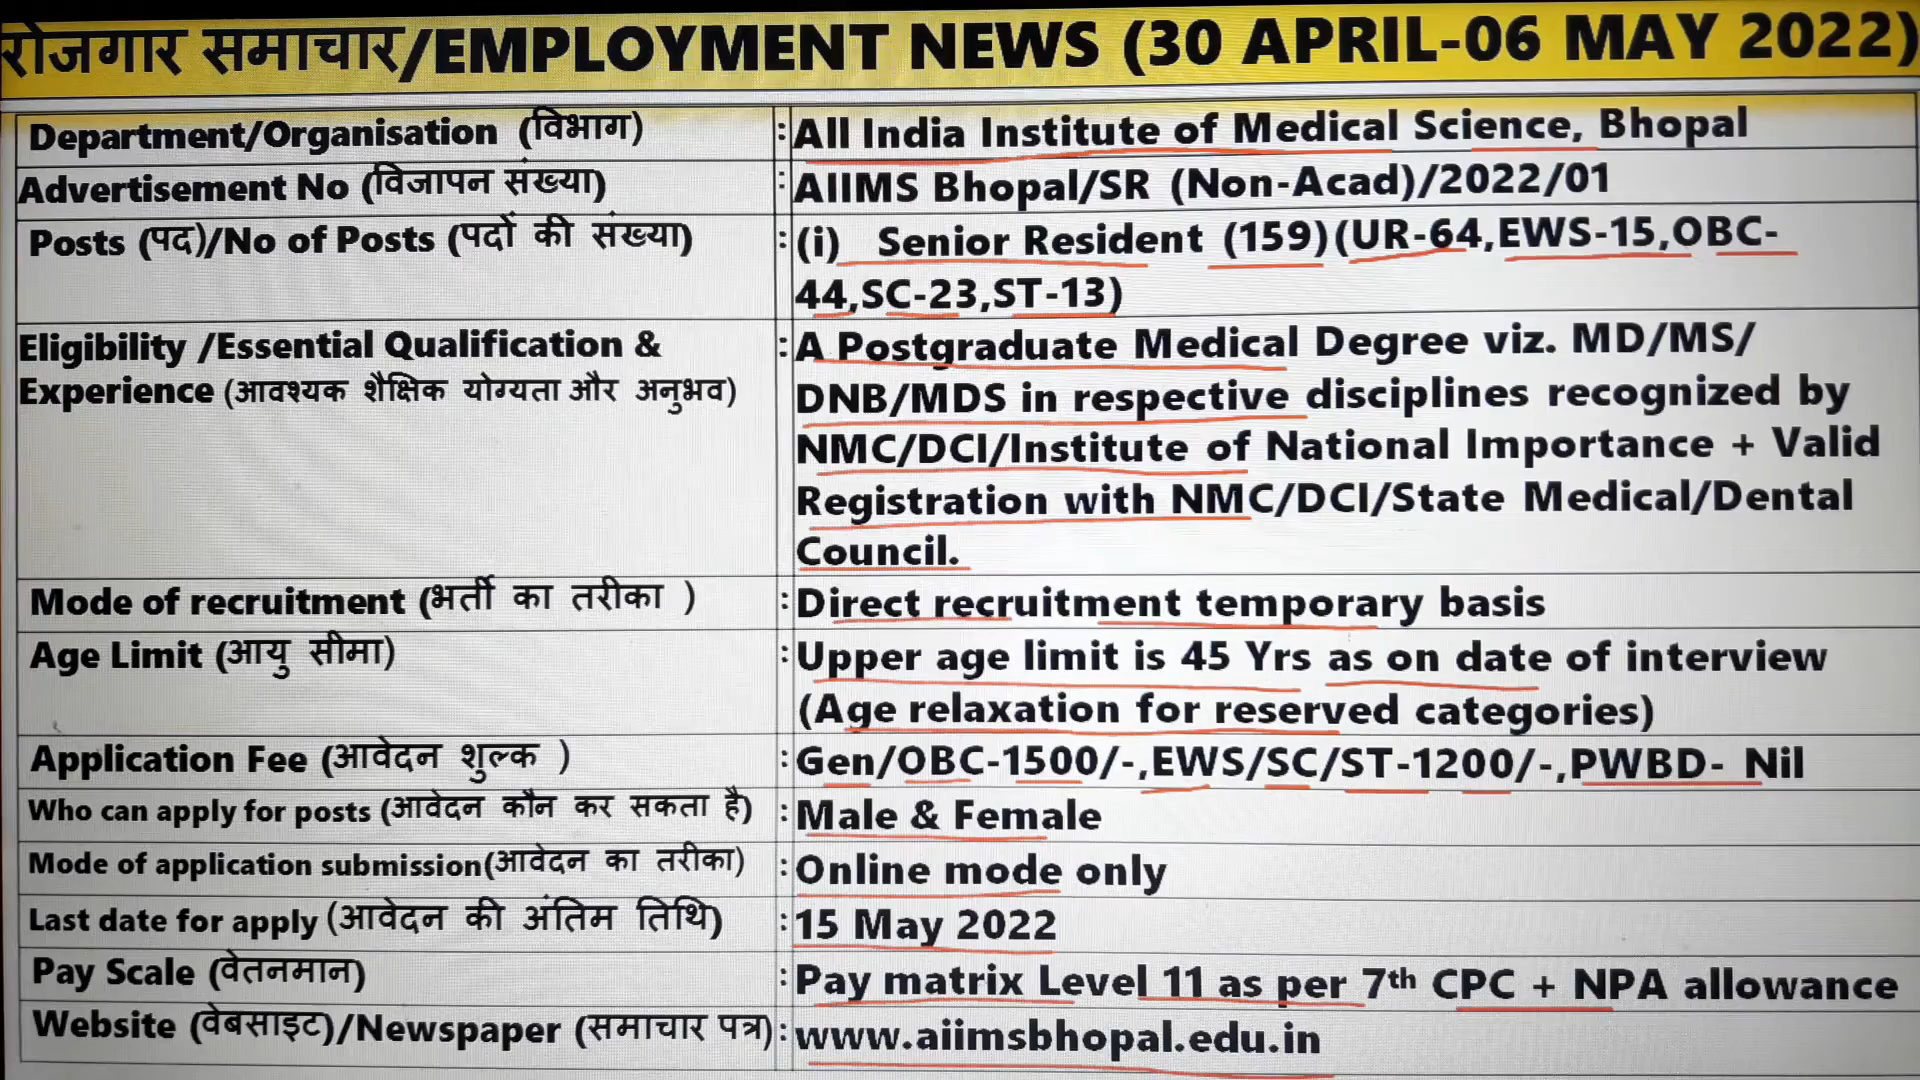 रोजगार समाचार/EMPLOYMENT NEWS (30 APRIL-06 MAY 2022)
Department/Organisation (विभाग) : All India Institute of Medical Science, Bhopal
Advertisement No (विजापन संख्या) : AIIMS Bhopal/SR (Non-Acad)/2022/01
Posts (पद)/No of Posts (पदों की संख्या) : (i) Senior Resident (159)(UR-64,EWS-15,OBC-
44,SC-23,ST-13)
Eligibility /Essential Qualification & : A Postgraduate Medical Degree viz. MD/MS/
Experience (आवश्यक शैक्षिक योग्यता और अनुभव) DNB/MDS in respective disciplines recognized by
NMC/DCI/Institute of National Importance + Valid
Registration with NMC/DCI/State Medical/Dental
Council.
Mode of recruitment (भर्ती का तरीका ) : Direct recruitment temporary basis
Age Limit (आयु सीमा) : Upper age limit is 45 Yrs as on date of interview
(Age relaxation for reserved categories)
Application Fee (आवेदन शुल्क ) : Gen/OBC-1500/-,EWS/SC/ST-1200/-,PWBD- Nil
Who can apply for posts (आवेदन कौन कर सकता है) : Male & Female
Mode of application submission(आवेदन का तरीका) : Online mode only
Last date for apply (आवेदन की अंतिम तिथि) : 15 May 2022
Pay Scale (वेतनमान) : Pay matrix Level 11 as per 7th CPC + NPA allowance
Website (वेबसाइट)/Newspaper (समाचार पत्र) : www.aiimsbhopal.edu.in